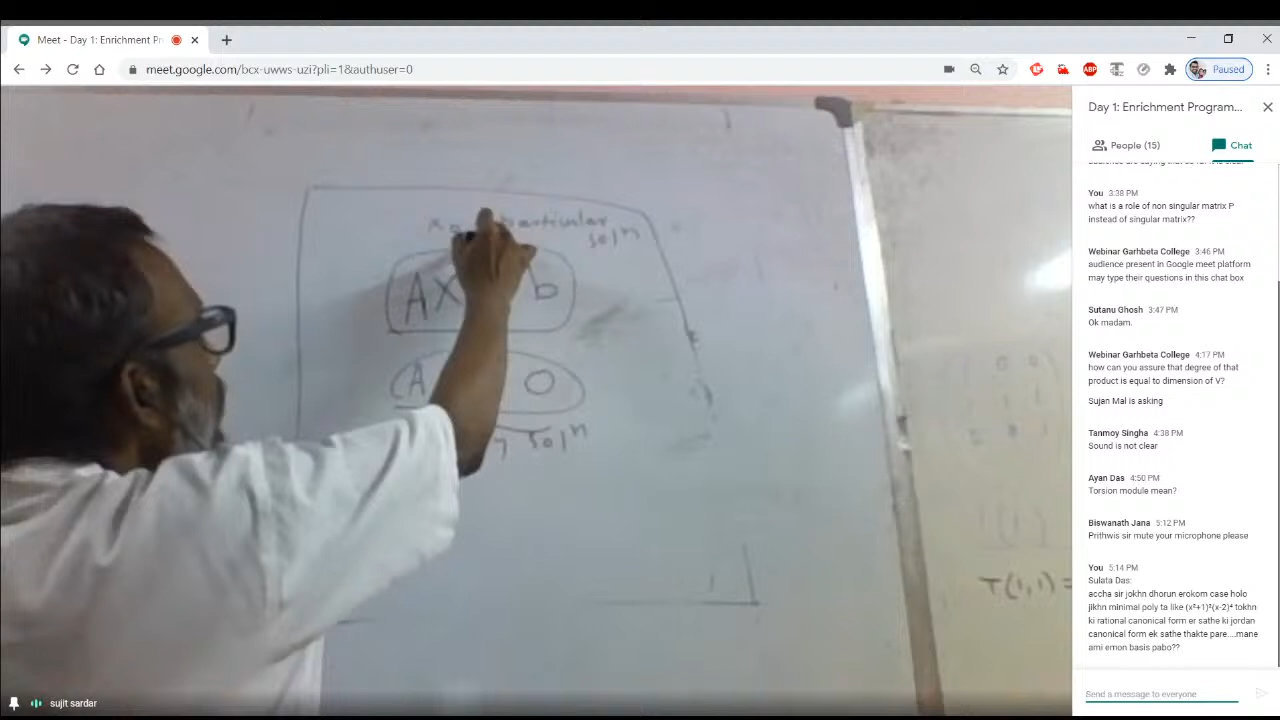 Meet - Day 1: Enrichment Pr
meet.google.com/bcx-uwws-uzi?pli=1&authuser=0
ABP
Paused
Day 1: Enrichment Program...
People (15)
Chat
You 3:38 PM
what is a role of non singular matrix P
instead of singular matrix??
Webinar Garhbeta College 3:46 PM
audience present in Google meet platform
may type their questions in this chat box
Sutanu Ghosh 3:47 PM
Ok madam.
Webinar Garhbeta College 4:17 PM
how can you assure that degree of that
product is equal to dimension of V?
Sujan Mal is asking
Tanmoy Singha 4:38 PM
Sound is not clear
Ayan Das 4:50 PM
Torsion module mean?
Biswanath Jana 5:12 PM
Prithwis sir mute your microphone please
You 5:14 PM
Sulata Das:
accha sir jokhn dhorun erokom case holo
jikhn minimal poly ta like (x²+1)³(x-2)⁴ tokhn
ki rational canonical form er sathe ki jordan
canonical form ek sathe thakte pare....mane
ami emon basis pabo??
Send a message to everyone
particular
solⁿ
AX b
A O
solⁿ
T(1,1) =
sujit sardar